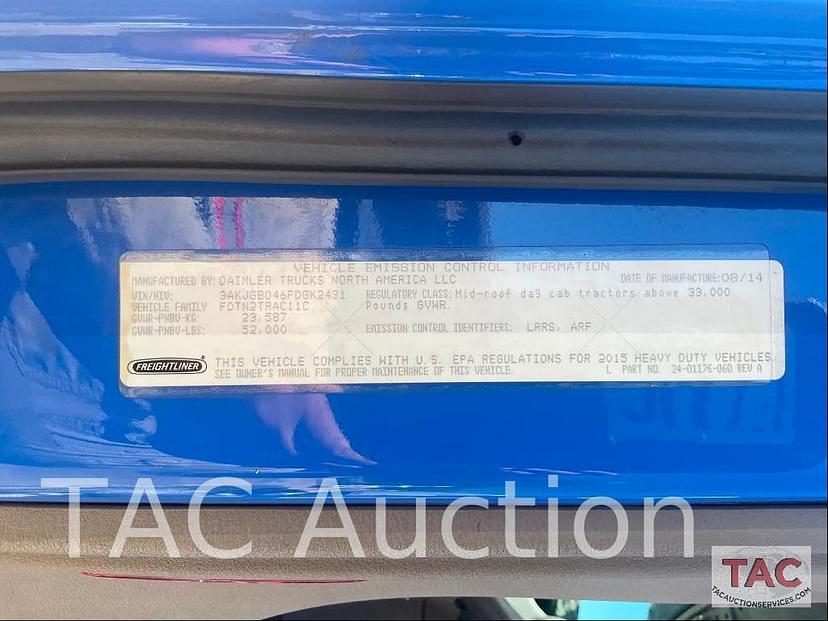 VEHICLE EMISSION CONTROL INFORMATION
MANUFACTURED BY: DAIMLER TRUCKS NORTH AMERICA LLC DATE OF MANUFACTURE: 08/14
VIN/NIV: 3AKJGBD46FDGK2431 REGULATORY CLASS: Mid-roof day cab tractors above 33,000
VEHICLE FAMILY FDTN2TRAC11C Pounds GVWR.
GVWR-PNBV-KG: 23,587
GVWR-PNBV-LBS: 52,000 EMISSION CONTROL IDENTIFIERS: LRRS, ARF
FREIGHTLINER THIS VEHICLE COMPLIES WITH U.S. EPA REGULATIONS FOR 2015 HEAVY DUTY VEHICLES
SEE OWNER'S MANUAL FOR PROPER MAINTENANCE OF THIS VEHICLE. L PART NO. 24-01176-060 REV A
TAC Auction
TAC
TACAUCTIONSERVICES.COM